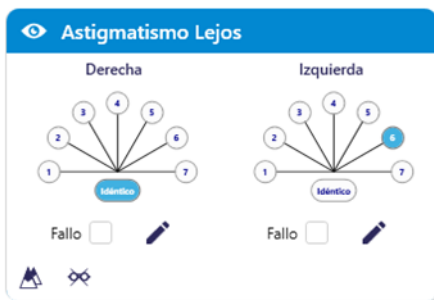 Astigmatismo Lejos
Derecha
Izquierda
1 2 3 4 5 6 7
Idéntico
1 2 3 4 5 6 7
Idéntico
Fallo
Fallo